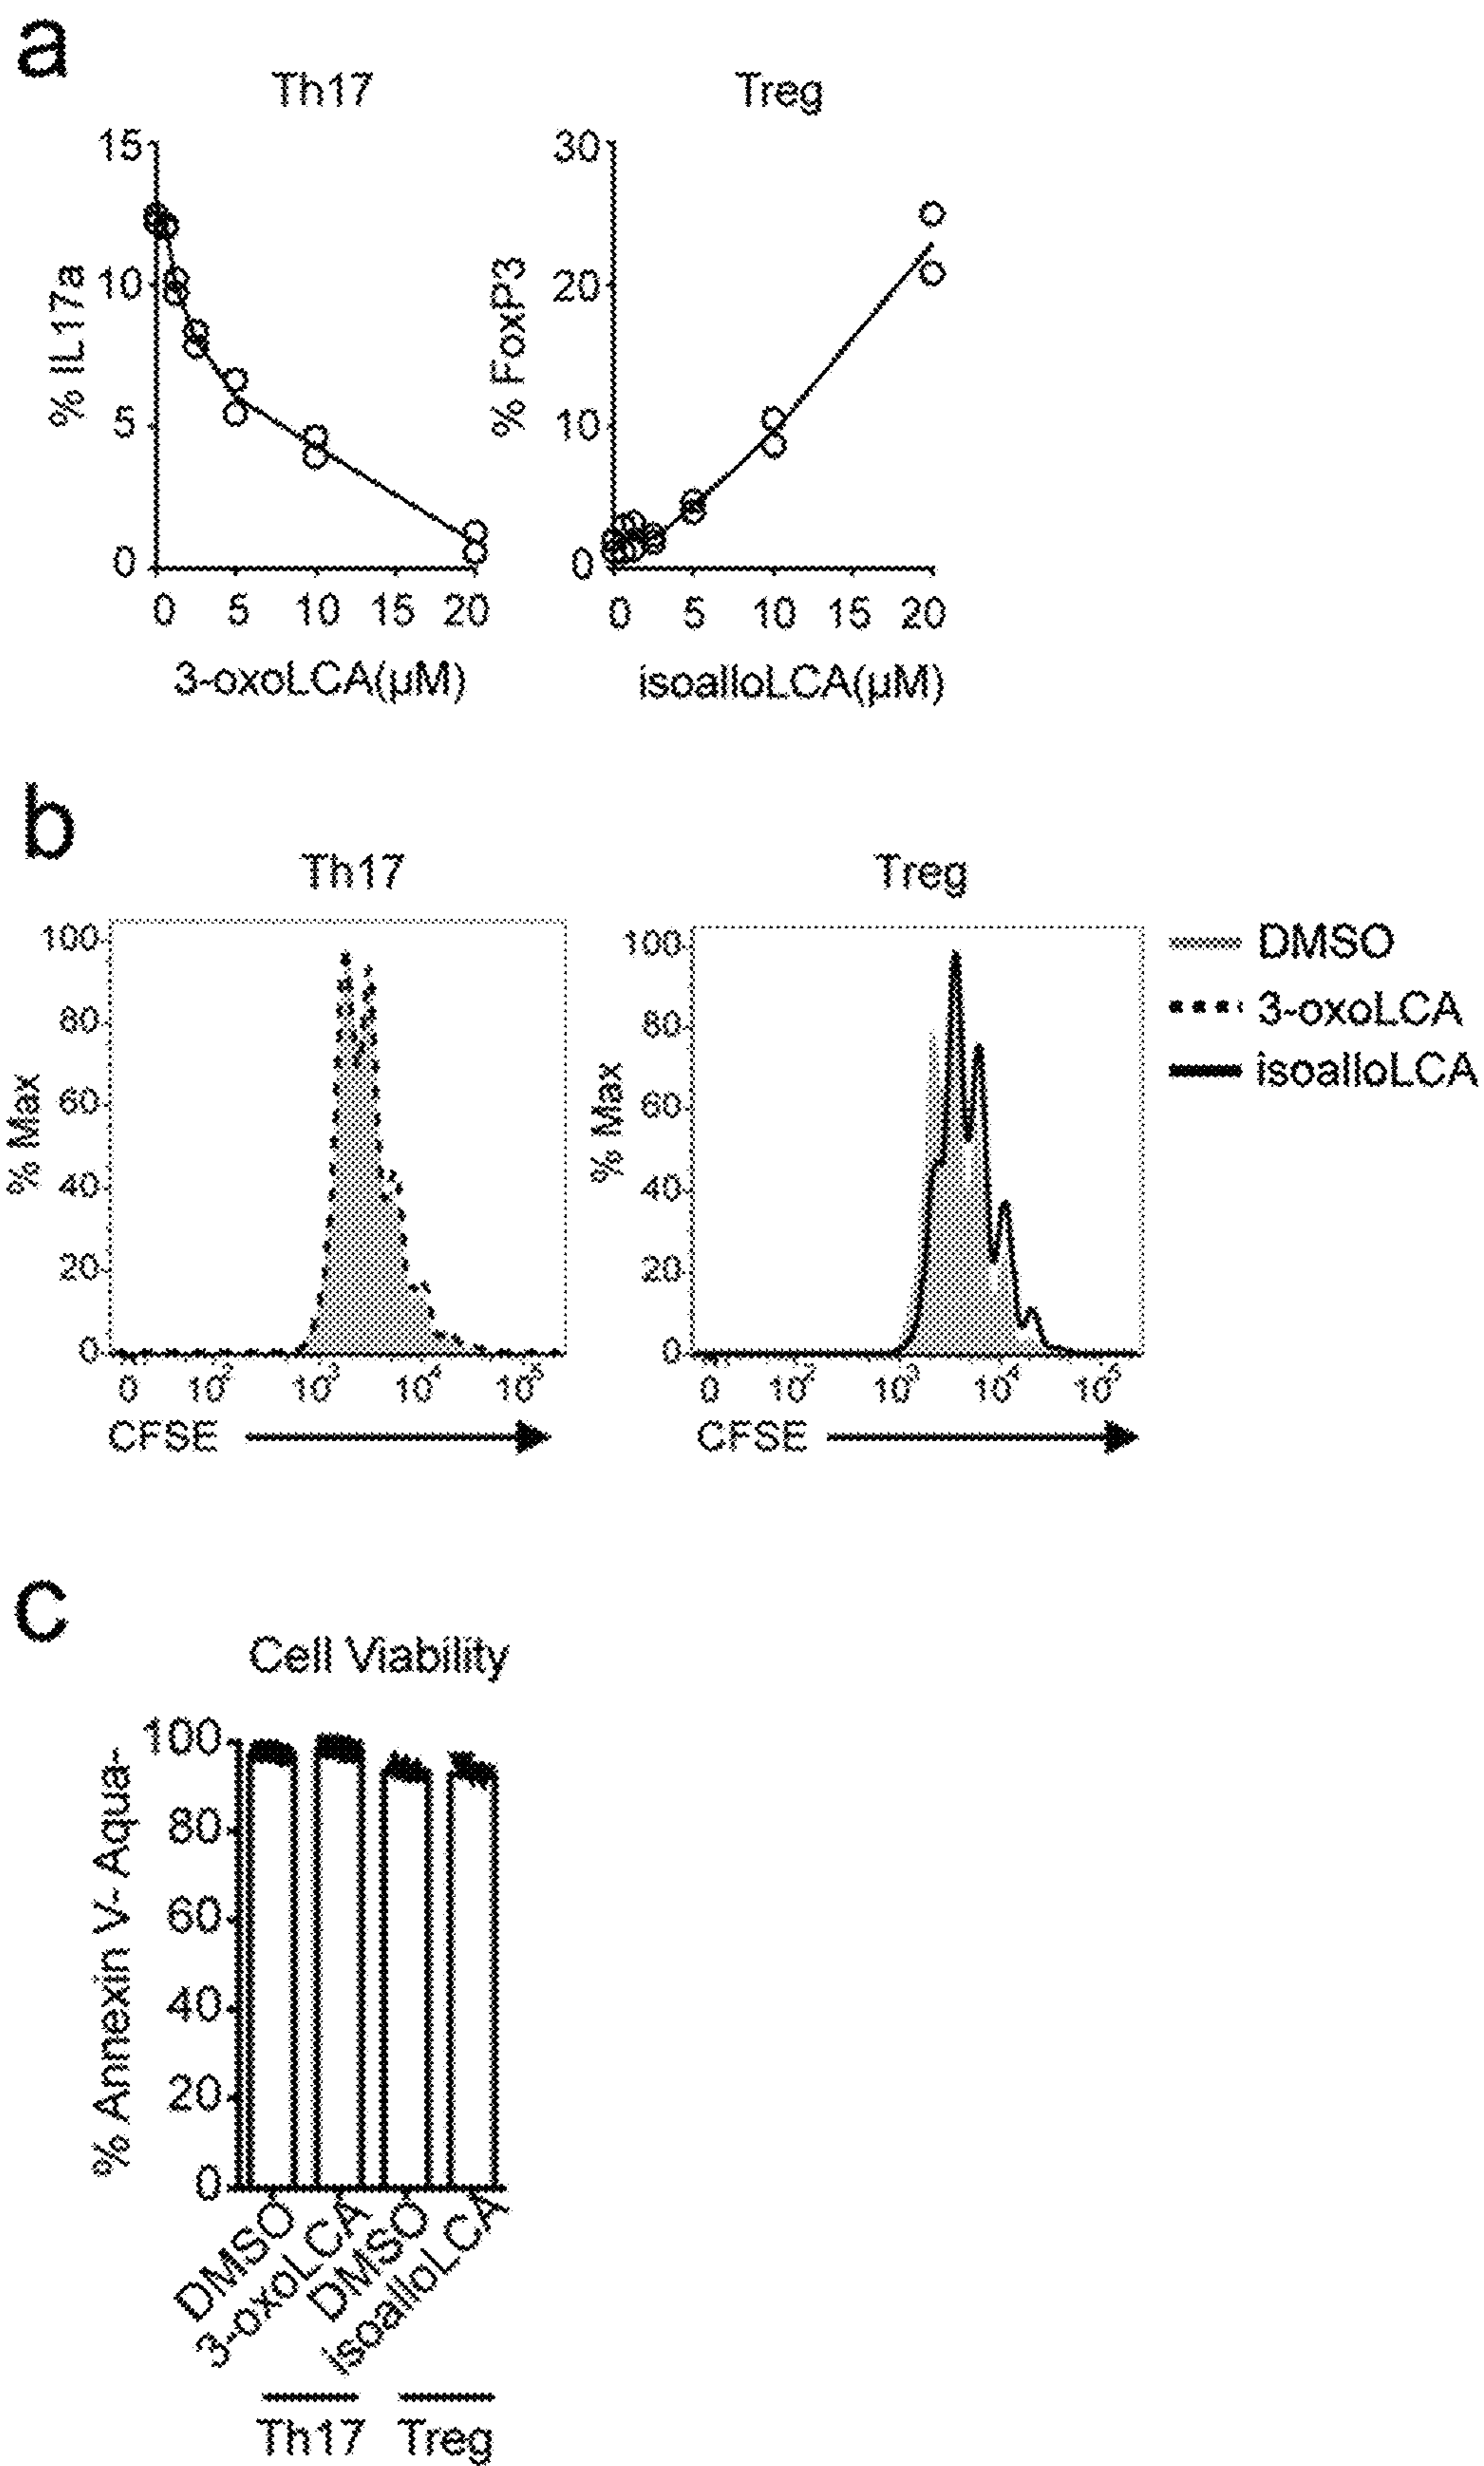 a
Th17
Treg
15
10
5
0
% IL17a
0 5 10 15 20
3-oxoLCA(µM)
30
20
10
0
% FoxP3
0 5 10 15 20
isoalloLCA(µM)
b
Th17
Treg
100
80
60
40
20
0
% Max
0 10² 10³ 10⁴ 10⁵
CFSE
100
80
60
40
20
0
% Max
0 10² 10³ 10⁴ 10⁵
CFSE
DMSO
3-oxoLCA
isoalloLCA
c
Cell Viability
100
80
60
40
20
0
% Annexin V- Aqua-
DMSO
3-oxoLCA
DMSO
isoalloLCA
Th17
Treg